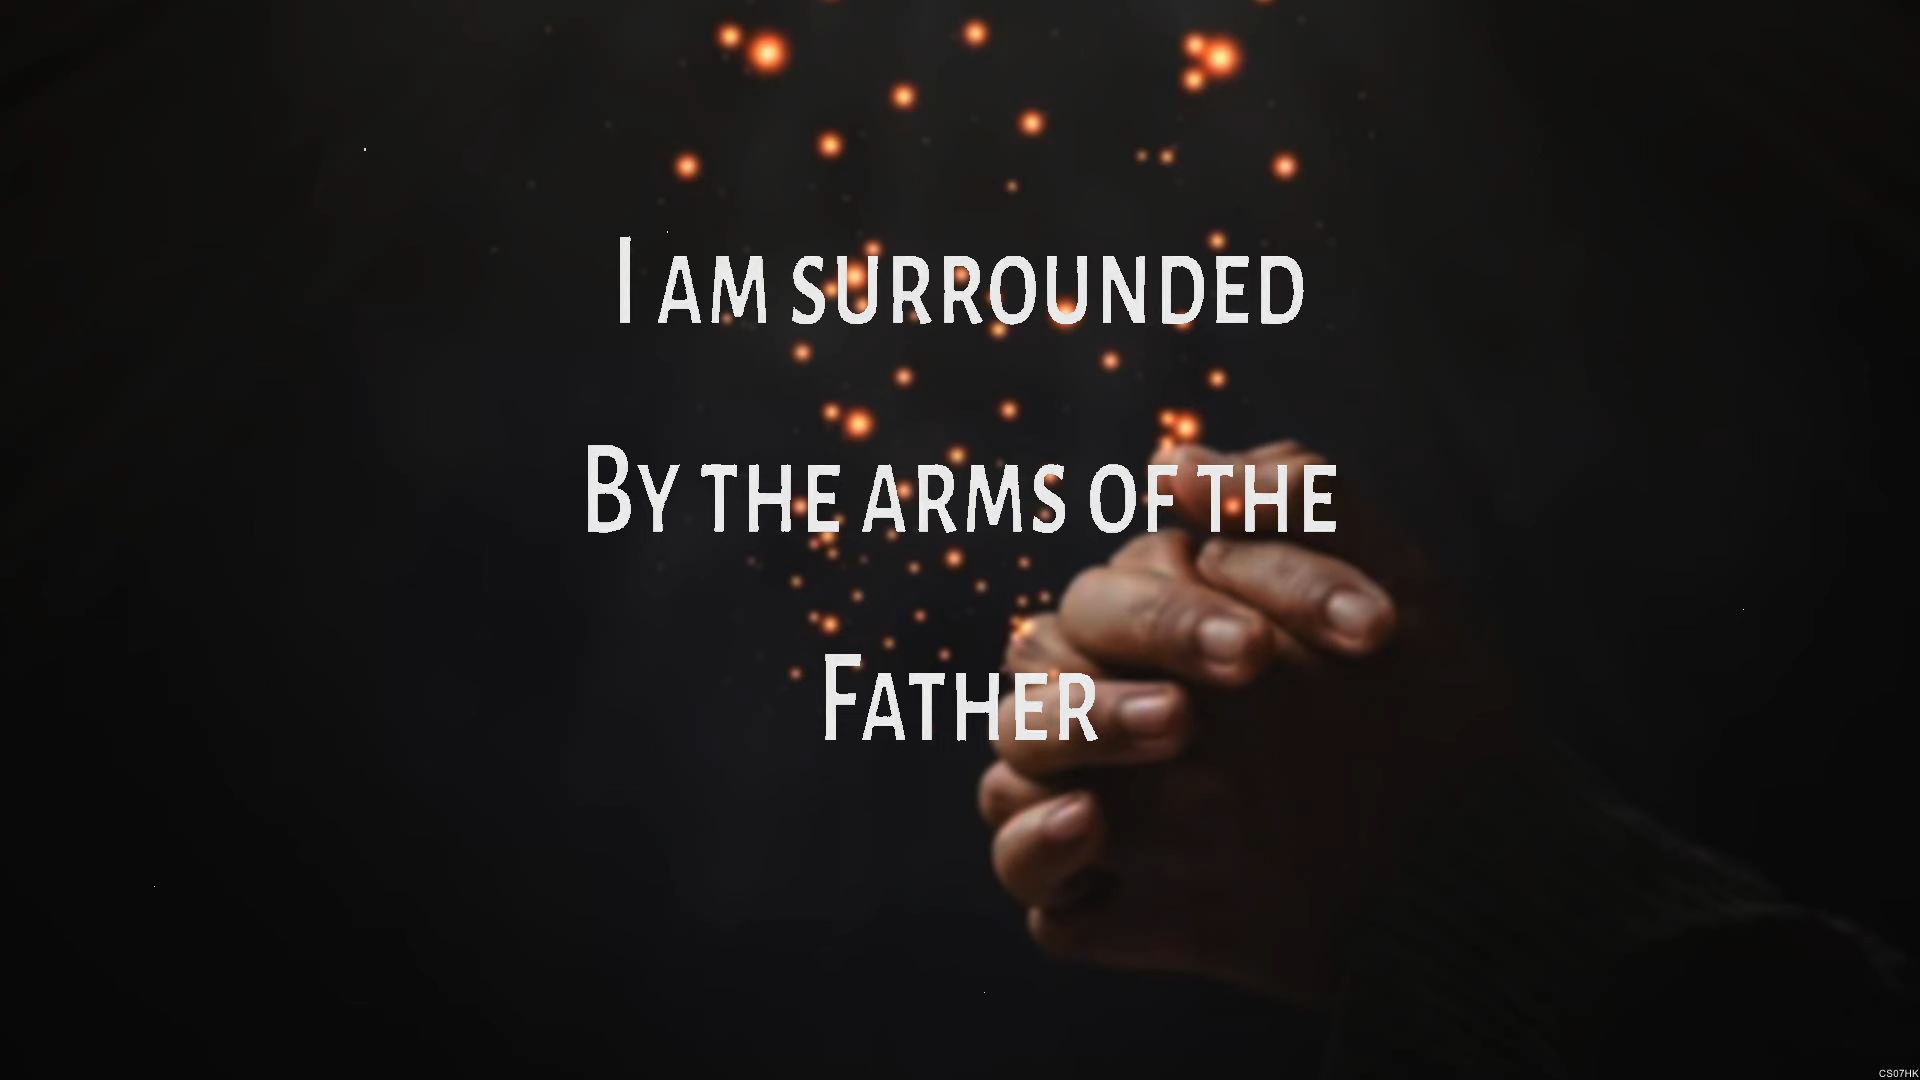 I am surrounded
By the arms of the
Father
CS07HK